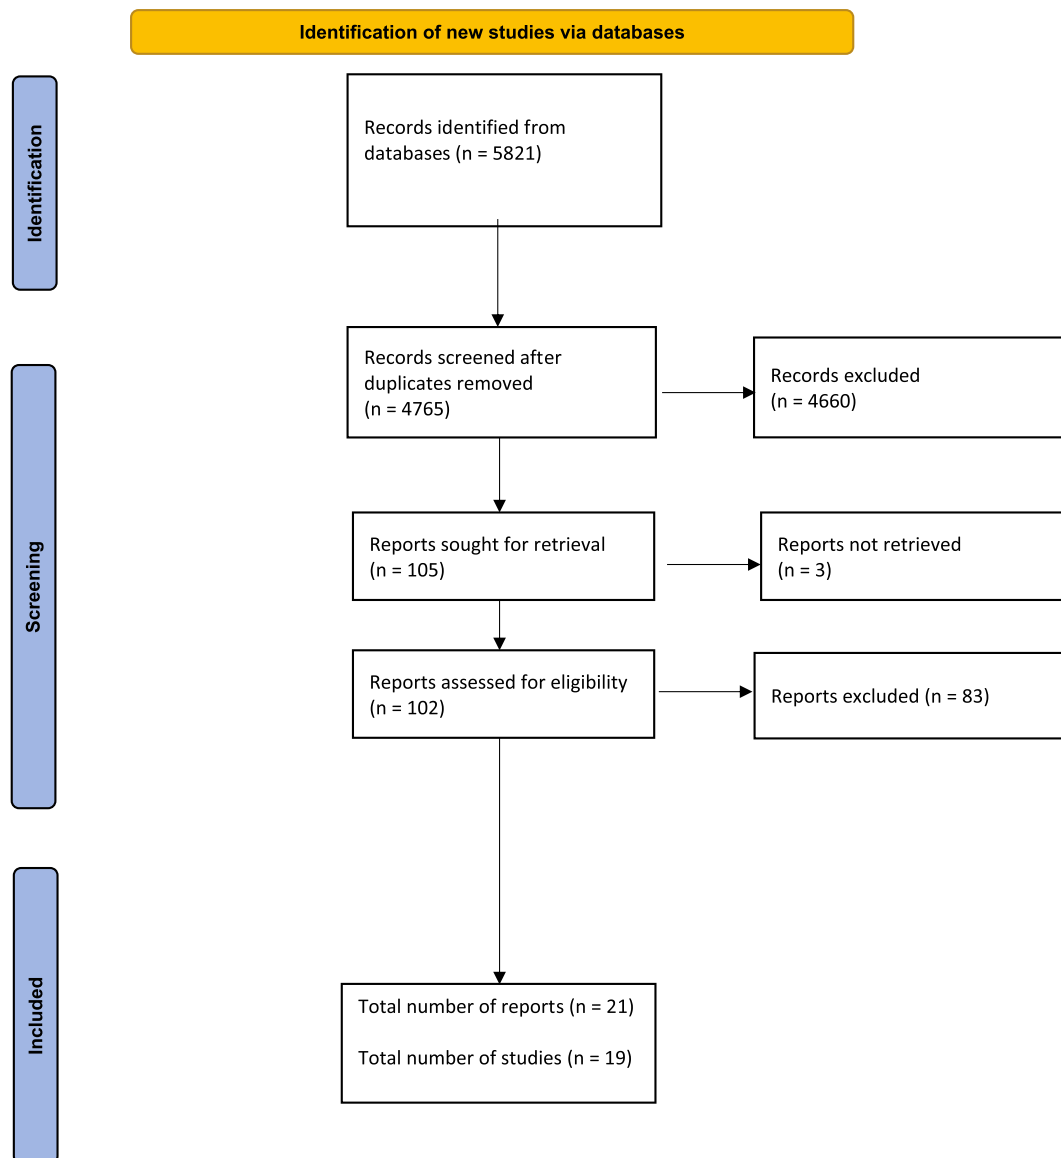 Identification of new studies via databases
Identification
Records identified from
databases (n = 5821)
Screening
Records screened after
duplicates removed
(n = 4765)
Records excluded
(n = 4660)
Reports sought for retrieval
(n = 105)
Reports not retrieved
(n = 3)
Reports assessed for eligibility
(n = 102)
Reports excluded (n = 83)
Included
Total number of reports (n = 21)
Total number of studies (n = 19)